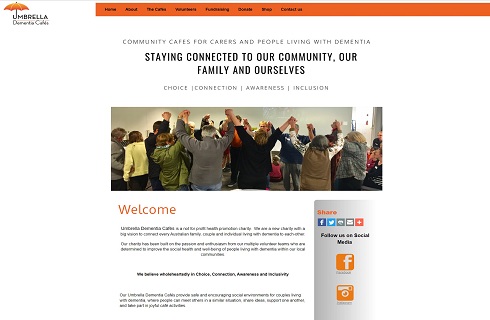 UMBRELLA
Dementia Cafés
Home About The Cafés Volunteers Fundraising Donate Shop Contact us
COMMUNITY CAFES FOR CARERS AND PEOPLE LIVING WITH DEMENTIA
STAYING CONNECTED TO OUR COMMUNITY, OUR
FAMILY AND OURSELVES
CHOICE |CONNECTION | AWARENESS | INCLUSION
Welcome
Umbrella Dementia Cafés is a not for profit health promotion charity. We are a new charity with a
big vision to connect every Australian family, couple and individual living with dementia to each other.
Our charity has been built on the passion and enthusiasm from our multiple volunteer teams who are
determined to improve the social health and well-being of people living with dementia within our local
communities
We believe wholeheartedly in Choice, Connection, Awareness and Inclusivity
Our Umbrella Dementia Cafés provide safe and encouraging social environments for couples living
with dementia, where people can meet others in a similar situation, share ideas, support one another,
and take part in joyful café activities
Share
Follow us on Social
Media